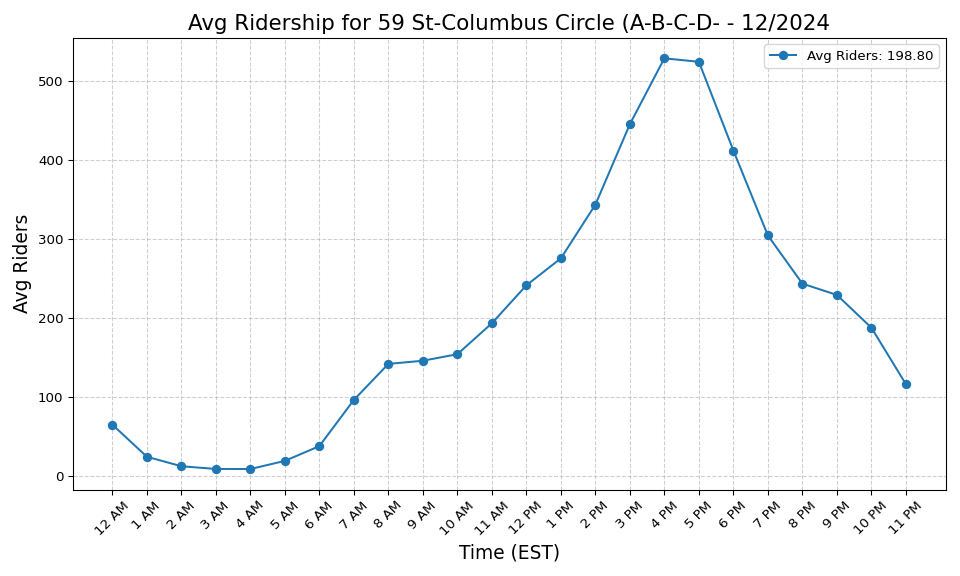 Avg Ridership for 59 St-Columbus Circle (A-B-C-D- - 12/2024
Avg Riders: 198.80
Avg Riders
500
400
300
200
100
0
12 AM
1 AM
2 AM
3 AM
4 AM
5 AM
6 AM
7 AM
8 AM
9 AM
10 AM
11 AM
12 PM
1 PM
2 PM
3 PM
4 PM
5 PM
6 PM
7 PM
8 PM
9 PM
10 PM
11 PM
Time (EST)